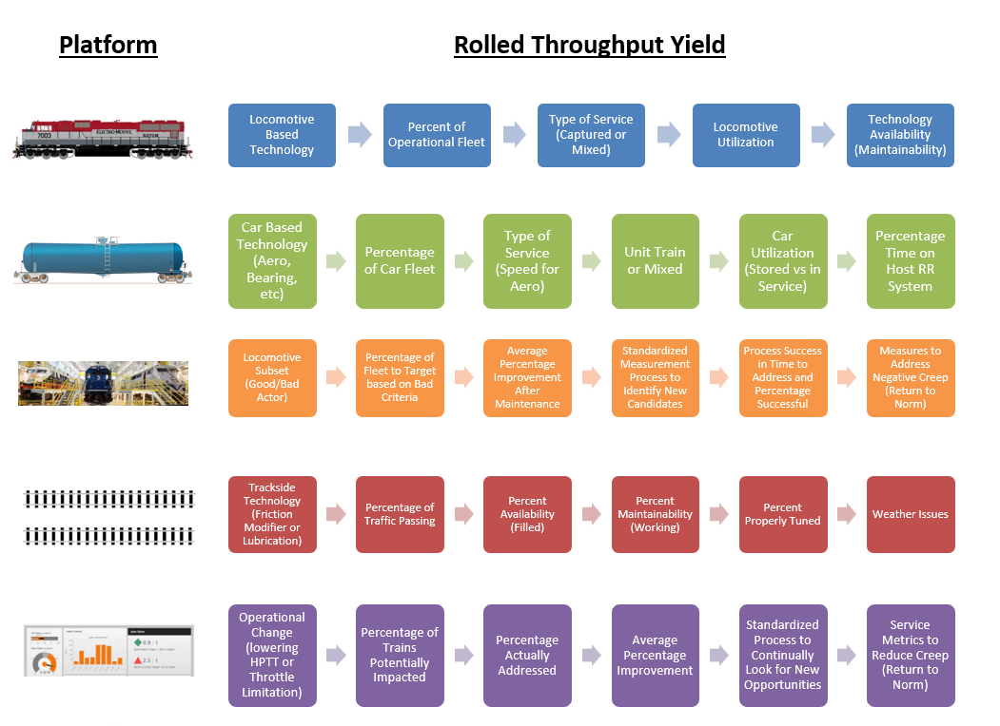 Platform
Rolled Throughput Yield
7003
ELECTRO-MOTIVE
Locomotive
Based
Technology
Percent of
Operational Fleet
Type of Service
(Captured or
Mixed)
Locomotive
Utilization
Technology
Availability
(Maintainability)
Car Based
Technology
(Aero,
Bearing,
etc)
Percentage
of Car Fleet
Type of
Service
(Speed for
Aero)
Unit Train
or Mixed
Car
Utilization
(Stored vs in
Service)
Percentage
Time on
Host RR
System
Locomotive
Subset
(Good/Bad
Actor)
Percentage of
Fleet to Target
based on Bad
Criteria
Average
Percentage
Improvement
After
Maintenance
Standardized
Measurement
Process to
Identify New
Candidates
Process Success
in Time to
Address and
Percentage
Successful
Measures to
Address
Negative Creep
(Return to
Norm)
Trackside
Technology
(Friction
Modifier or
Lubrication)
Percentage of
Traffic Passing
Percent
Availability
(Filled)
Percent
Maintainability
(Working)
Percent
Properly Tuned
Weather Issues
0.9 : 1
2.5 : 1
Operational
Change
(lowering
HPTT or
Throttle
Limitation)
Percentage of
Trains
Potentially
Impacted
Percentage
Actually
Addressed
Average
Percentage
Improvement
Standardized
Process to
Continually
Look for New
Opportunities
Service
Metrics to
Reduce Creep
(Return to
Norm)